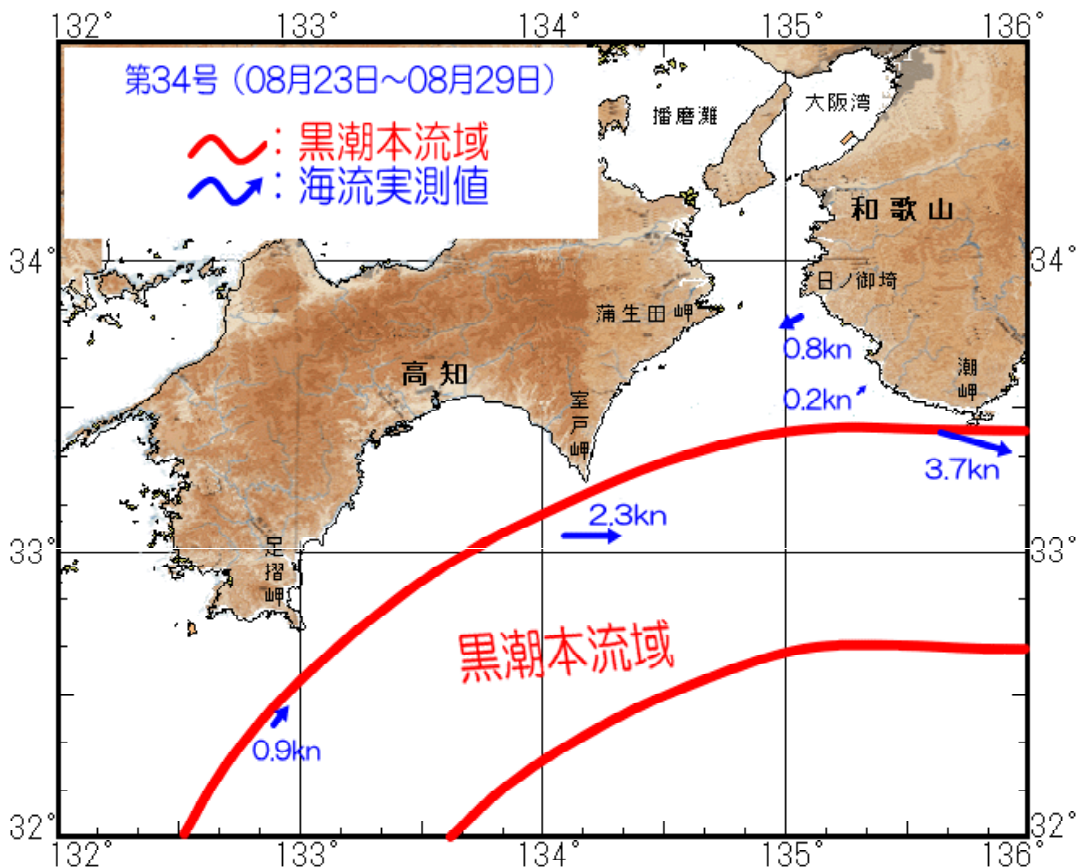 132°
133°
134°
135°
136°
第34号（08月23日～08月29日）
：黒潮本流域
：海流実測値
播磨灘
大阪湾
和歌山
34°
34°
日ノ御埼
蒲生田岬
0.8kn
潮岬
高知
0.2kn
室戸岬
3.7kn
2.3kn
33°
33°
足摺岬
黒潮本流域
0.9kn
32°
32°
132°
133°
134°
135°
136°